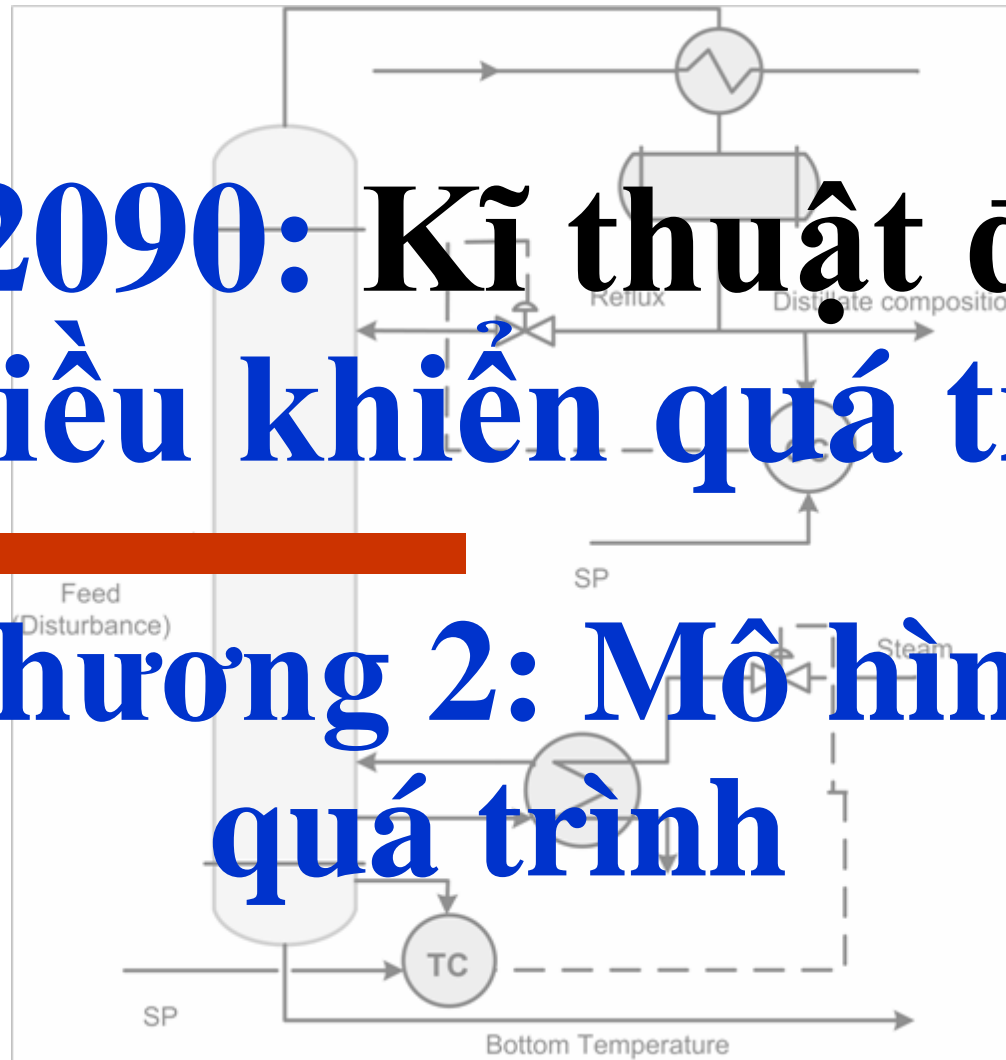 2090: Kĩ thuật đ
iều khiển quá t
hương 2: Mô hìn
quá trình
Reflux
Distillate compositio
SP
Feed
(Disturbance)
Steam
TC
SP
Bottom Temperature